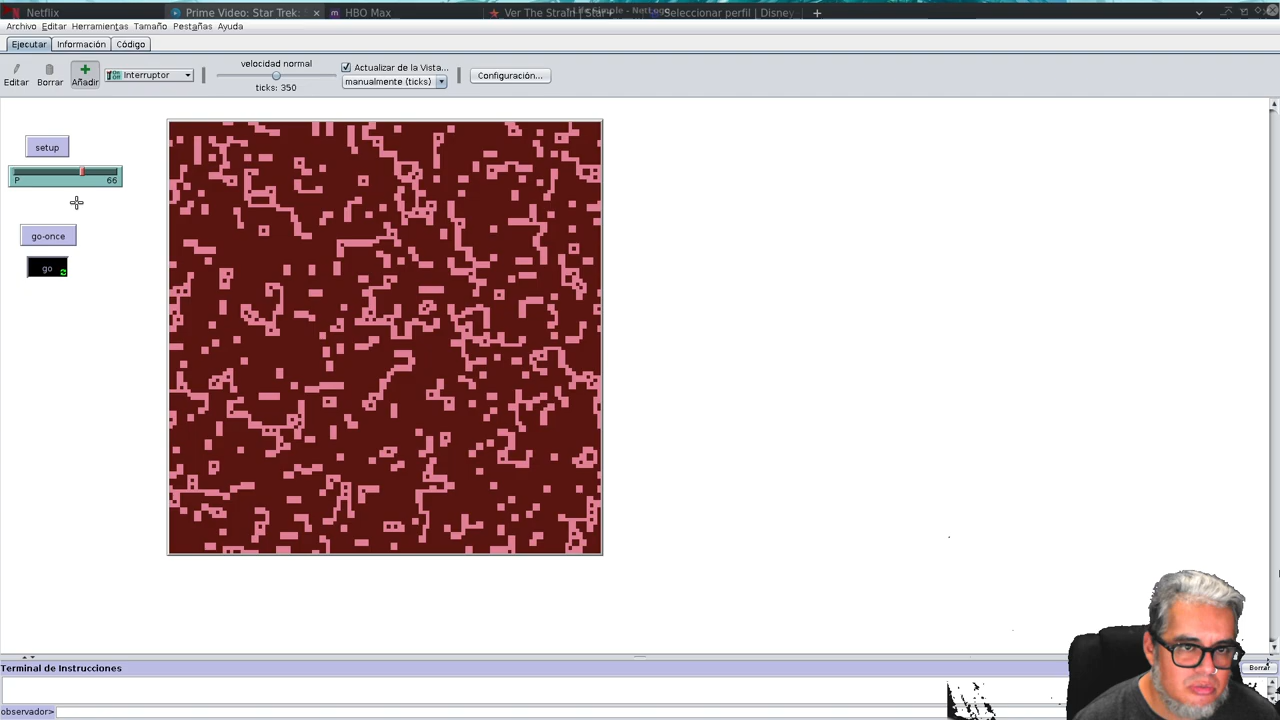 Netflix
Prime Video: Star Trek:
HBO Max
Ver The Strain | Star+
Seleccionar perfil | Disney
Archivo Editar Herramientas Tamaño Pestañas Ayuda
Ejecutar Información Código
Editar Borrar Añadir
Interruptor
velocidad normal
ticks: 350
Actualizar de la Vista...
manualmente (ticks)
Configuración...
setup
P 66
go-once
go
Terminal de Instrucciones
Borrar
observador>